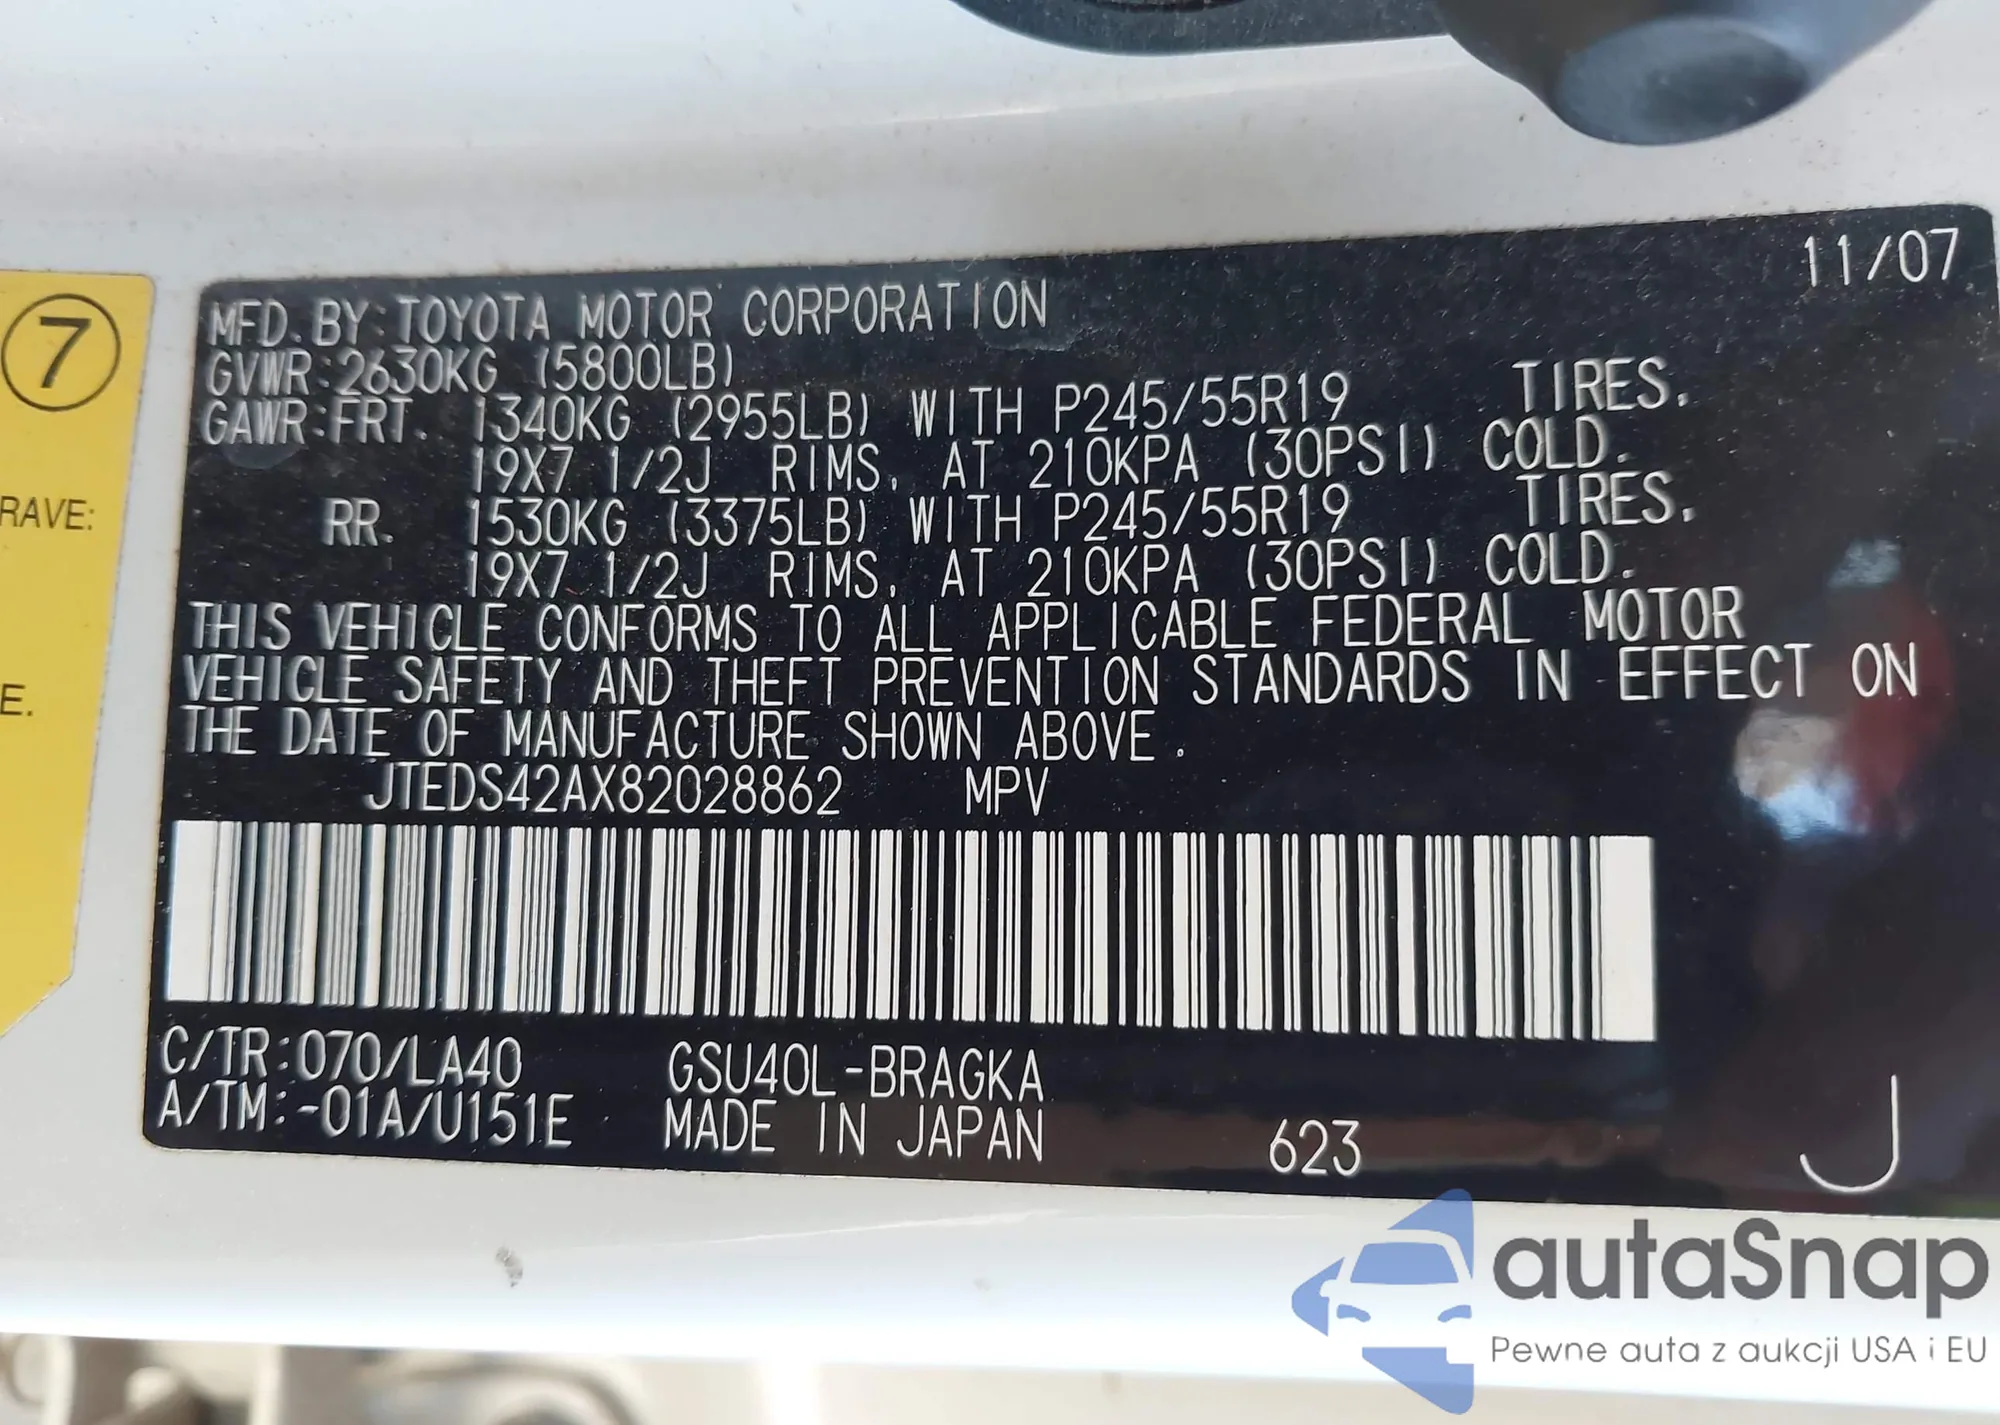 11/07
MFD. BY:TOYOTA MOTOR CORPORATION
GVWR:2630KG (5800LB)
GAWR:FRT. 1340KG (2955LB) WITH P245/55R19 TIRES,
19X7 1/2J RIMS, AT 210KPA (30PSI) COLD.
RR. 1530KG (3375LB) WITH P245/55R19 TIRES,
19X7 1/2J RIMS, AT 210KPA (30PSI) COLD.
THIS VEHICLE CONFORMS TO ALL APPLICABLE FEDERAL MOTOR
VEHICLE SAFETY AND THEFT PREVENTION STANDARDS IN EFFECT ON
THE DATE OF MANUFACTURE SHOWN ABOVE.
JTEDS42AX82028862 MPV
C/TR:070/LA40 GSU40L-BRAGKA
A/TM:-01A/U151E MADE IN JAPAN 623 J
7
RAVE:
E.
autaSnap
Pewne auta z aukcji USA i EU